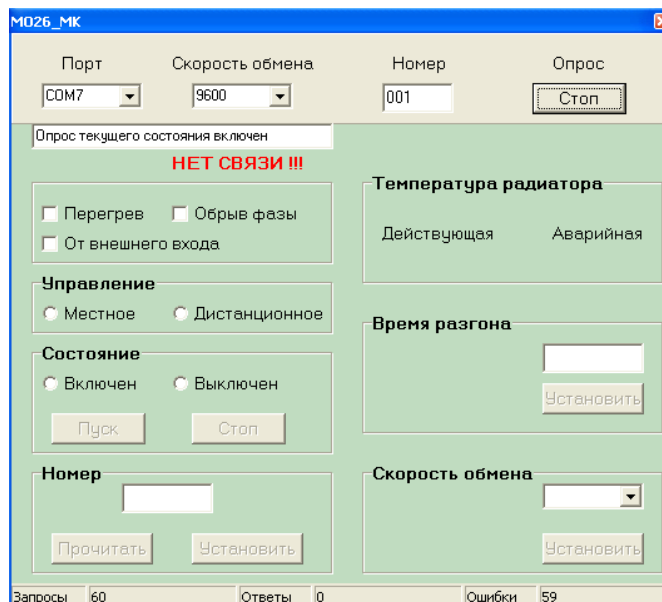 МО26_МК
Порт Скорость обмена Номер Опрос
COM7 9600 001 Стоп
Опрос текущего состояния включен
НЕТ СВЯЗИ !!!
Перегрев Обрыв фазы
От внешнего входа
Температура радиатора
Действующая Аварийная
Управление
Местное Дистанционное
Время разгона
Установить
Состояние
Включен Выключен
Пуск Стоп
Номер
Прочитать Установить
Скорость обмена
Установить
Запросы 60 Ответы 0 Ошибки 59